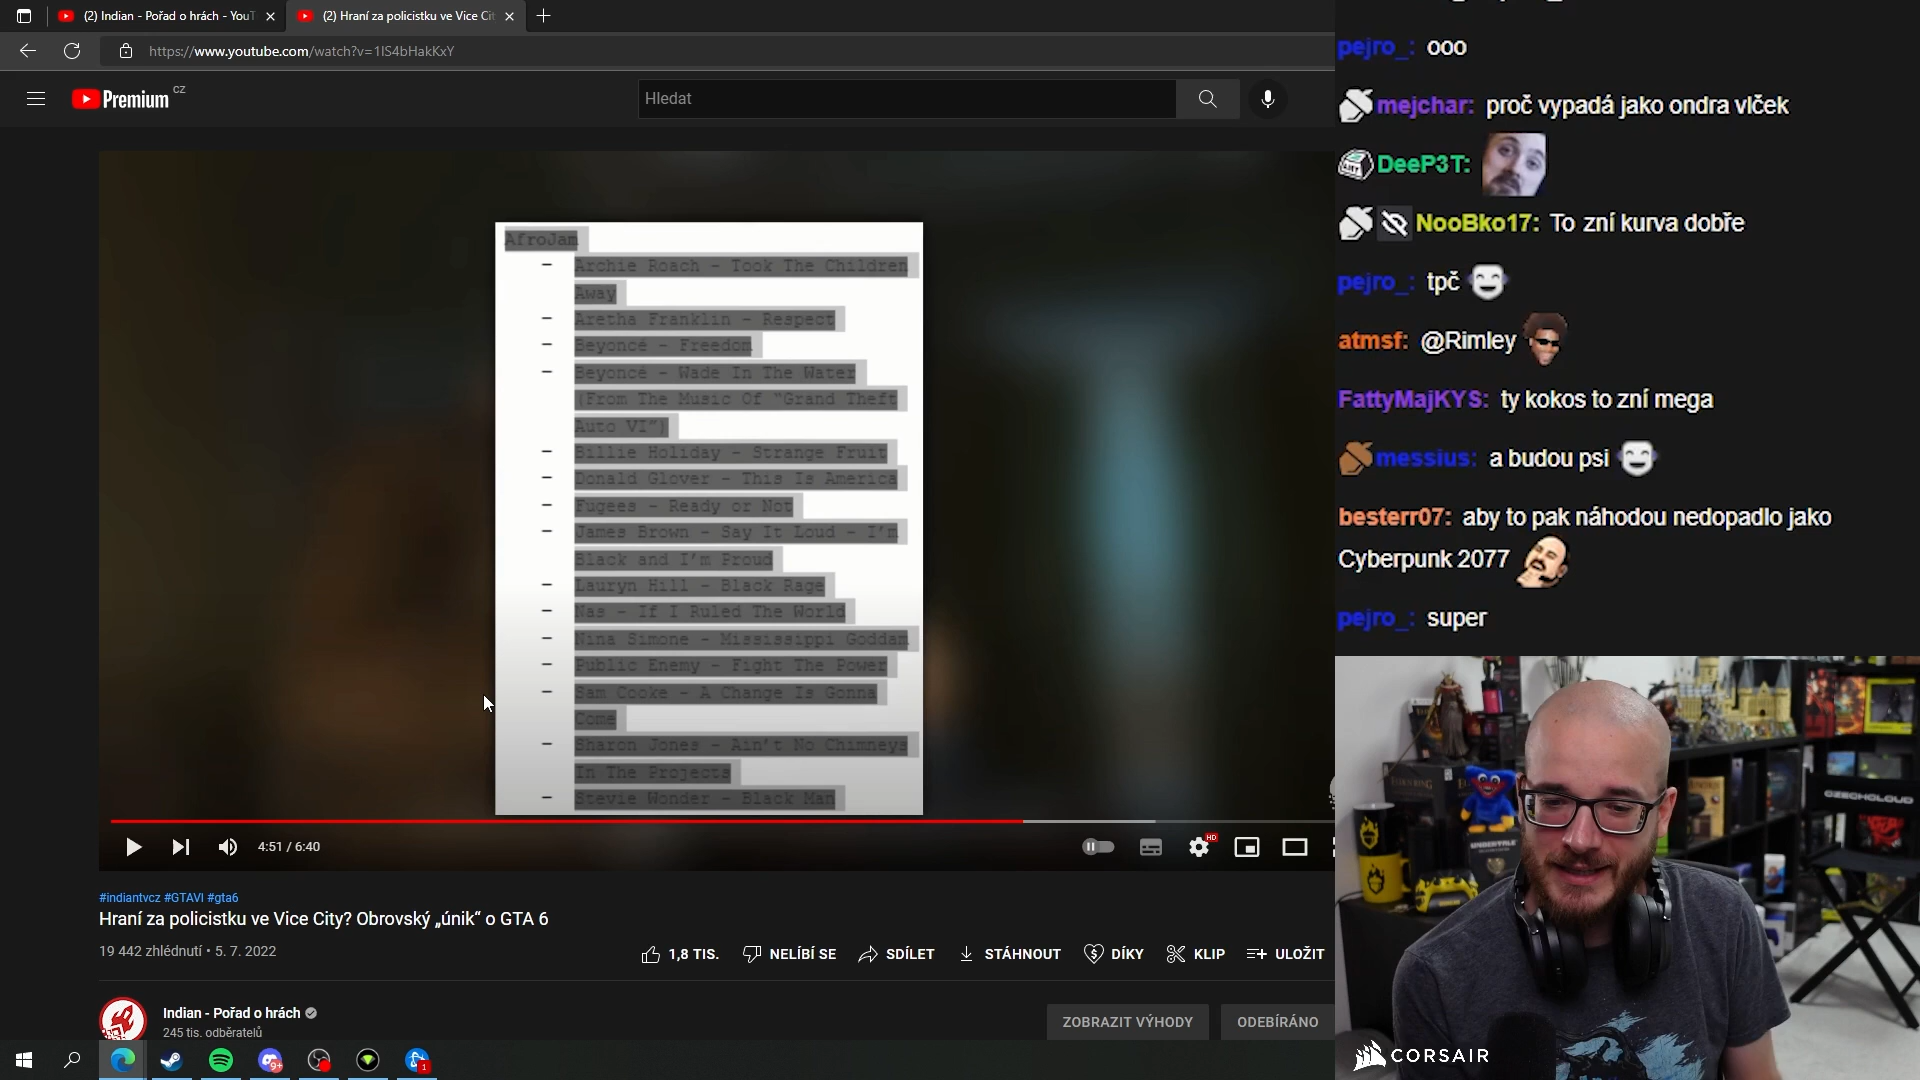 (2) Indian - Pořad o hrách - YouT
(2) Hraní za policistku ve Vice Cit
https://www.youtube.com/watch?v=1IS4bHakKxY
Premium CZ
Hledat
AfroJam
- Archie Roach - Took The Children
Away
- Aretha Franklin - Respect
- Beyoncé - Freedom
- Beyoncé - Wade In The Water
(From The Music Of “Grand Theft
Auto VI”)
- Billie Holiday - Strange Fruit
- Donald Glover - This Is America
- Fugees - Ready or Not
- James Brown - Say It Loud - I’m
Black and I’m Proud
- Lauryn Hill - Black Rage
- Nas - If I Ruled The World
- Nina Simone - Mississippi Goddam
- Public Enemy - Fight The Power
- Sam Cooke - A Change Is Gonna
Come
- Sharon Jones - Ain’t No Chimneys
In The Projects
- Stevie Wonder - Black Man
4:51 / 6:40
HD
#indiantvcz #GTAVI #gta6
Hraní za policistku ve Vice City? Obrovský „únik“ o GTA 6
19 442 zhlédnutí • 5. 7. 2022
1,8 TIS.
NELÍBÍ SE
SDÍLET
STÁHNOUT
DÍKY
KLIP
ULOŽIT
Indian - Pořad o hrách
245 tis. odběratelů
ZOBRAZIT VÝHODY
ODEBÍRÁNO
9+
1
pejro_: ooo
mejchar: proč vypadá jako ondra vlček
DeeP3T:
NooBko17: To zní kurva dobře
pejro_: tpč
atmsf: @Rimley
FattyMajKYS: ty kokos to zní mega
messius: a budou psi
besterr07: aby to pak náhodou nedopadlo jako
Cyberpunk 2077
pejro_: super
ELDEN RING
UNDERTALE
CZECHCLOUD
CORSAIR